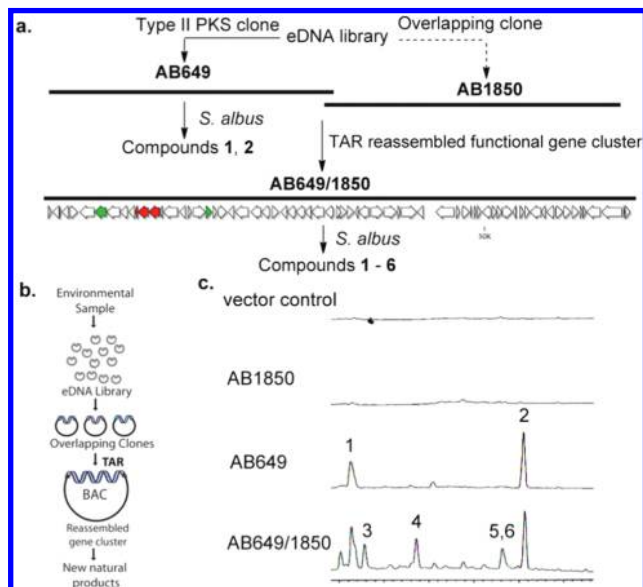 a.
Type II PKS clone
eDNA library
Overlapping clone
AB649
AB1850
S. albus
TAR reassembled functional gene cluster
Compounds 1, 2
AB649/1850
S. albus
Compounds 1 - 6
b.
Environmental
Sample
eDNA Library
Overlapping Clones
TAR
BAC
Reassembled
gene cluster
New natural
products
c.
vector control
AB1850
AB649
1
2
AB649/1850
3
4
5,6